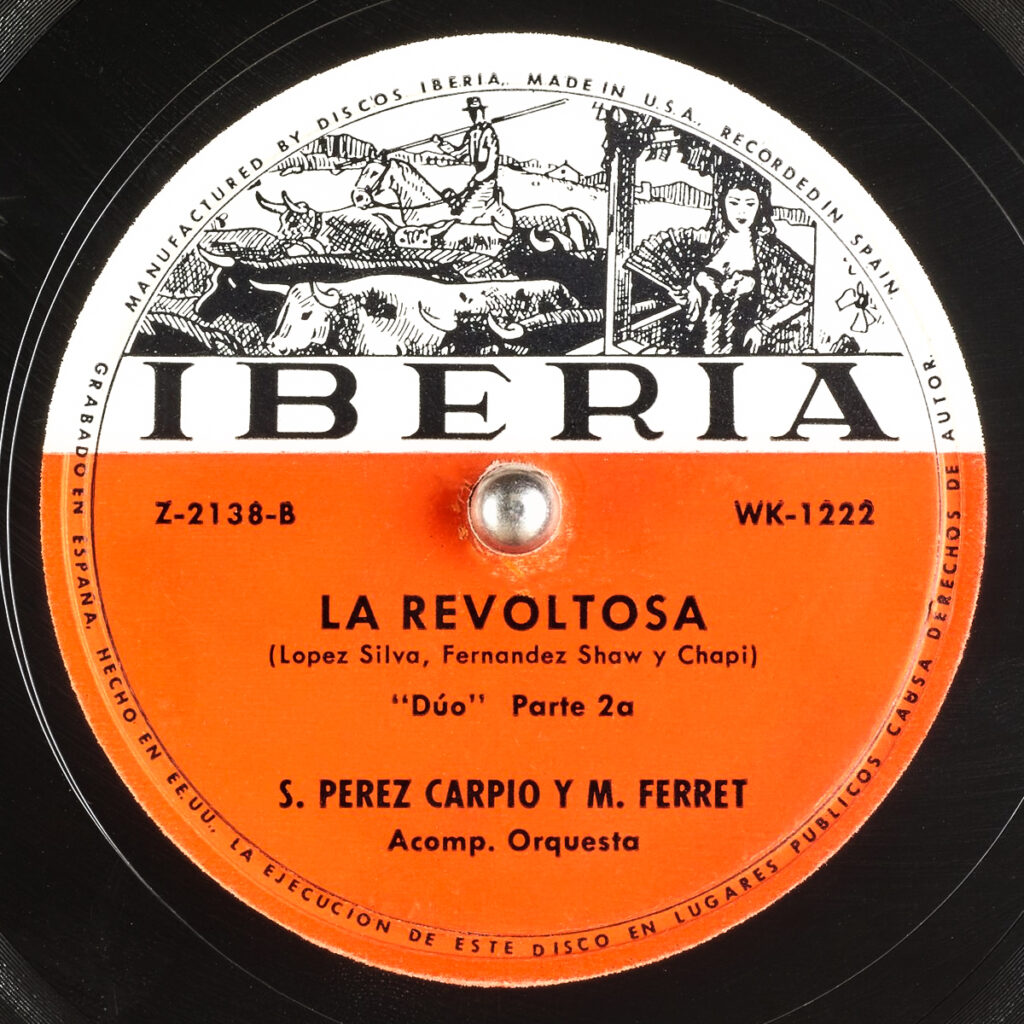 MANUFACTURED BY DISCOS IBERIA,. MADE IN U.S.A., RECORDED IN SPAIN.
IBERIA
Z-2138-B
WK-1222
LA REVOLTOSA
(Lopez Silva, Fernandez Shaw y Chapi)
“Dúo” Parte 2a
S. PEREZ CARPIO Y M. FERRET
Acomp. Orquesta
GRABADO EN ESPAÑA, HECHO EN EE.UU., LA EJECUCION DE ESTE DISCO EN LUGARES PUBLICOS CAUSA DERECHOS DE AUTOR.